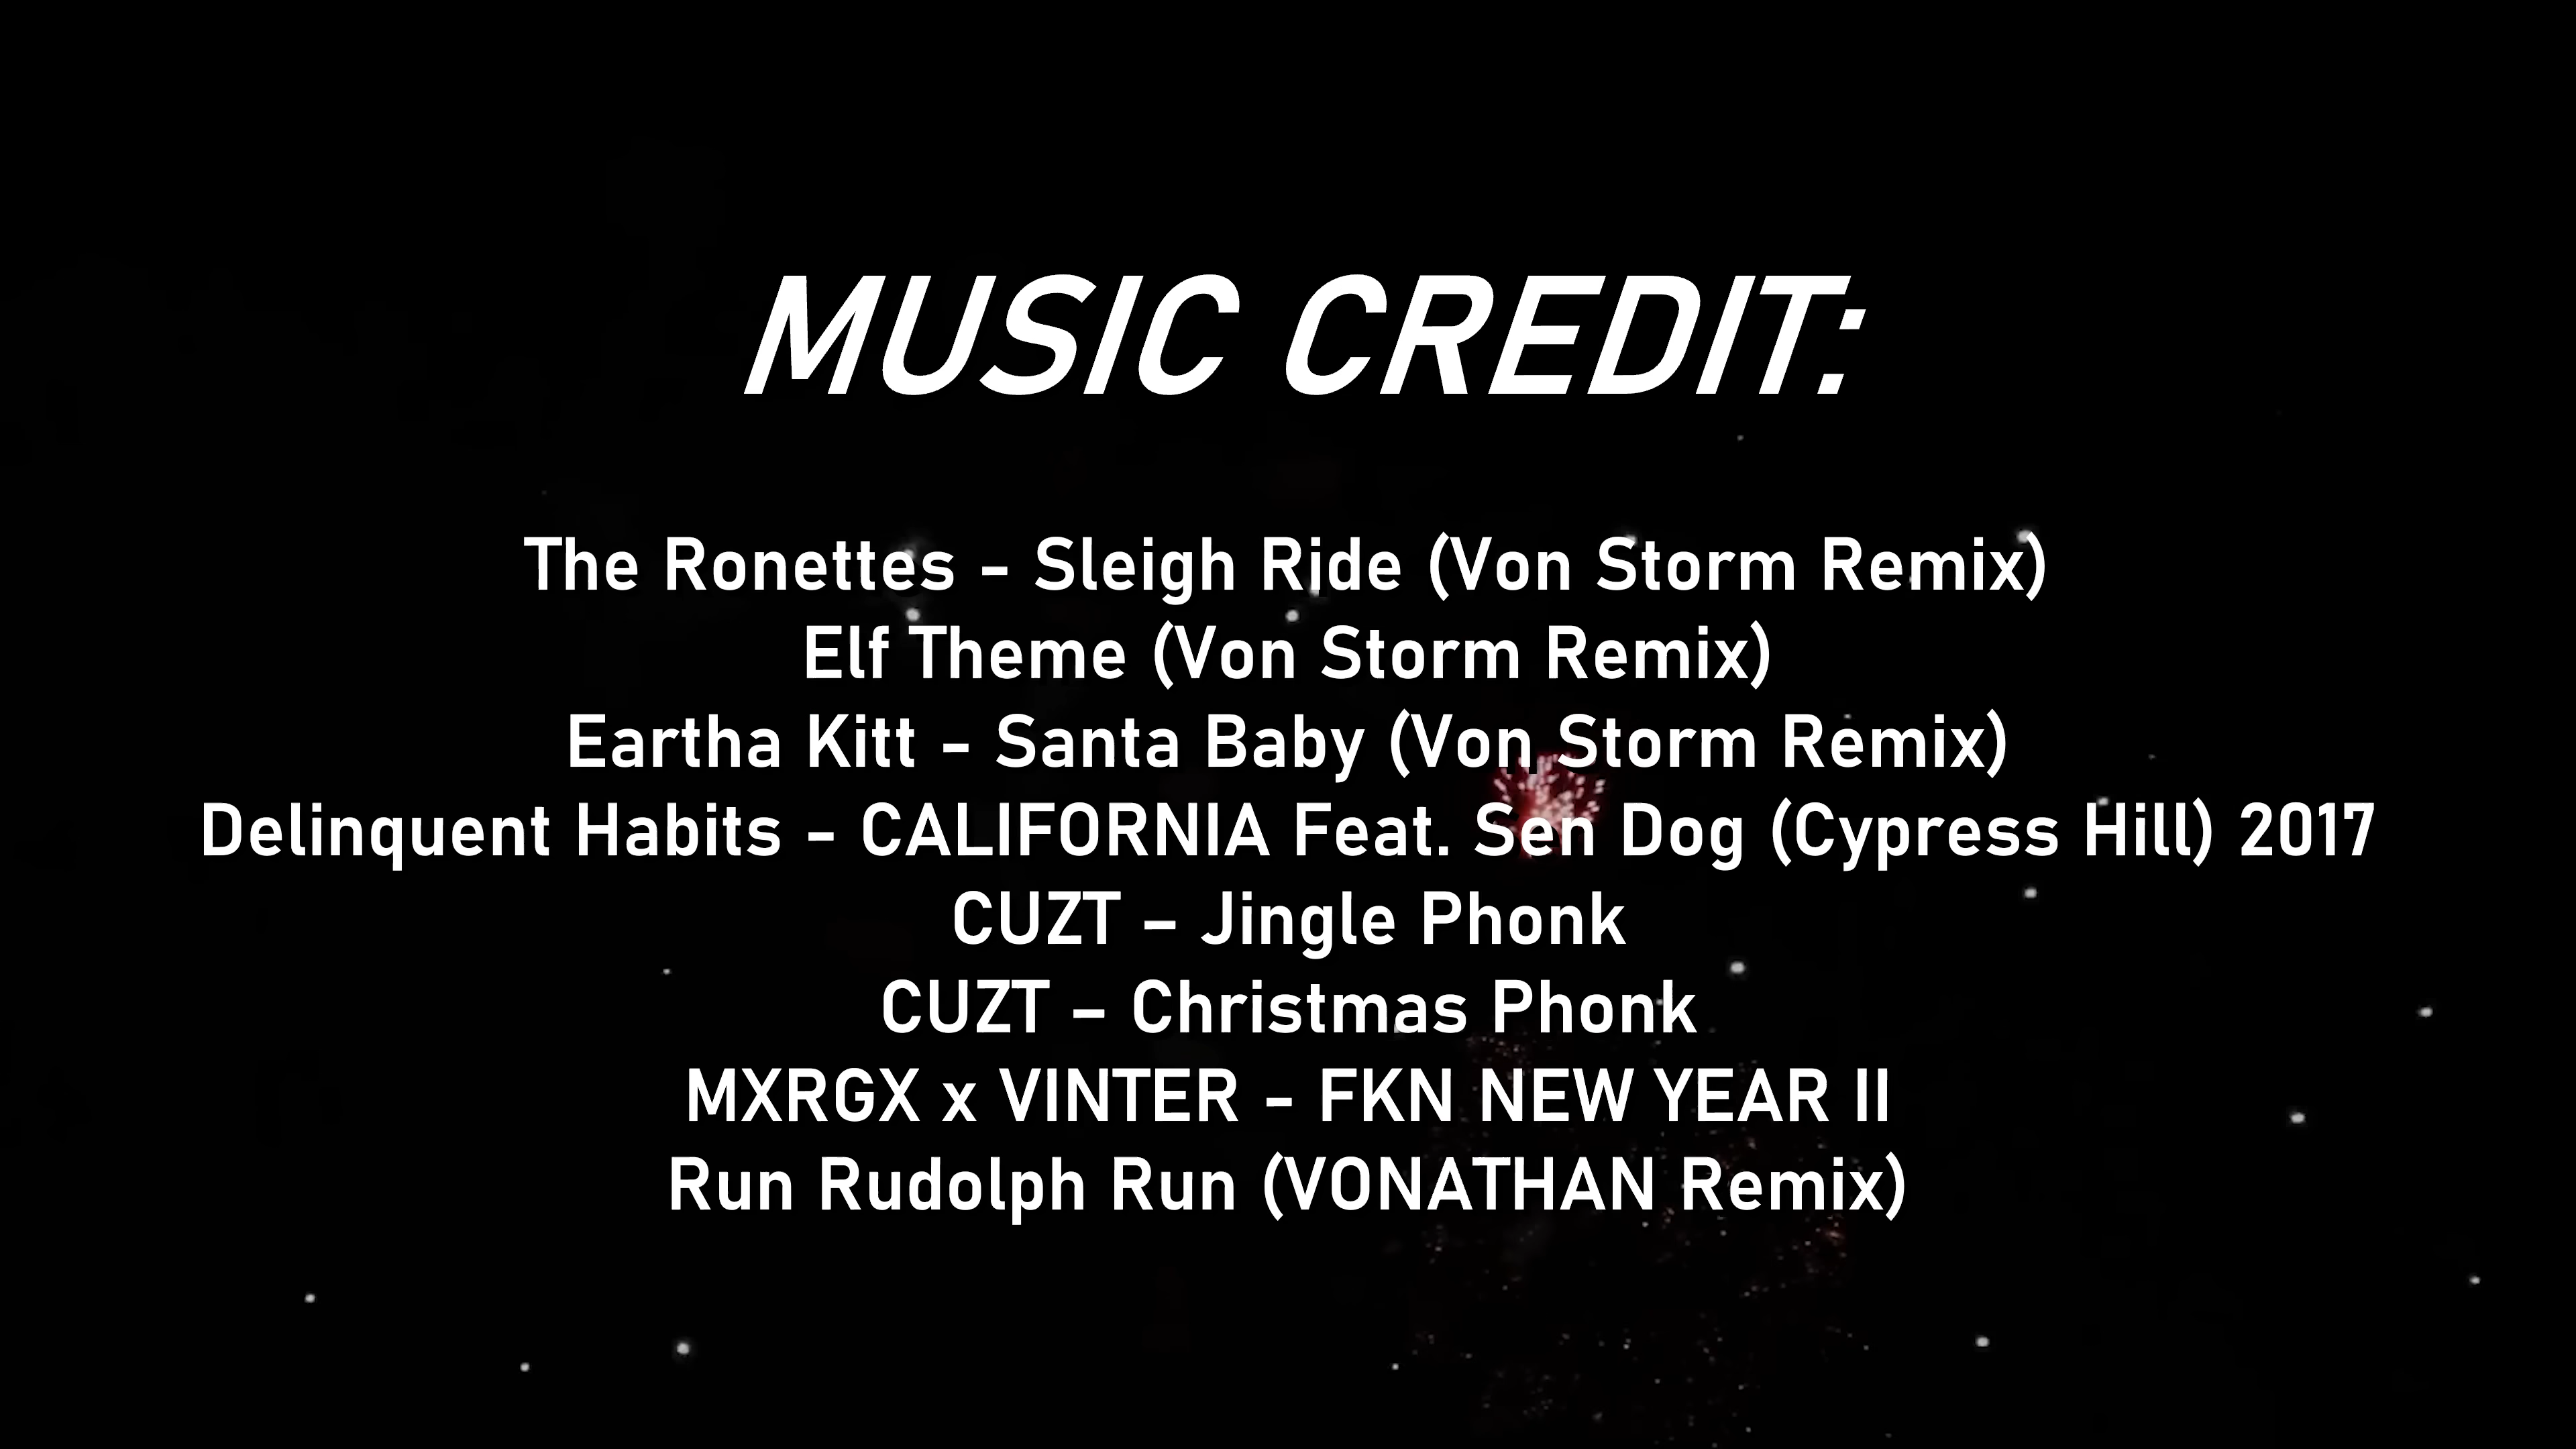 MUSIC CREDIT:
The Ronettes - Sleigh Ride (Von Storm Remix)
Elf Theme (Von Storm Remix)
Eartha Kitt - Santa Baby (Von Storm Remix)
Delinquent Habits - CALIFORNIA Feat. Sen Dog (Cypress Hill) 2017
CUZT – Jingle Phonk
CUZT – Christmas Phonk
MXRGX x VINTER - FKN NEW YEAR II
Run Rudolph Run (VONATHAN Remix)